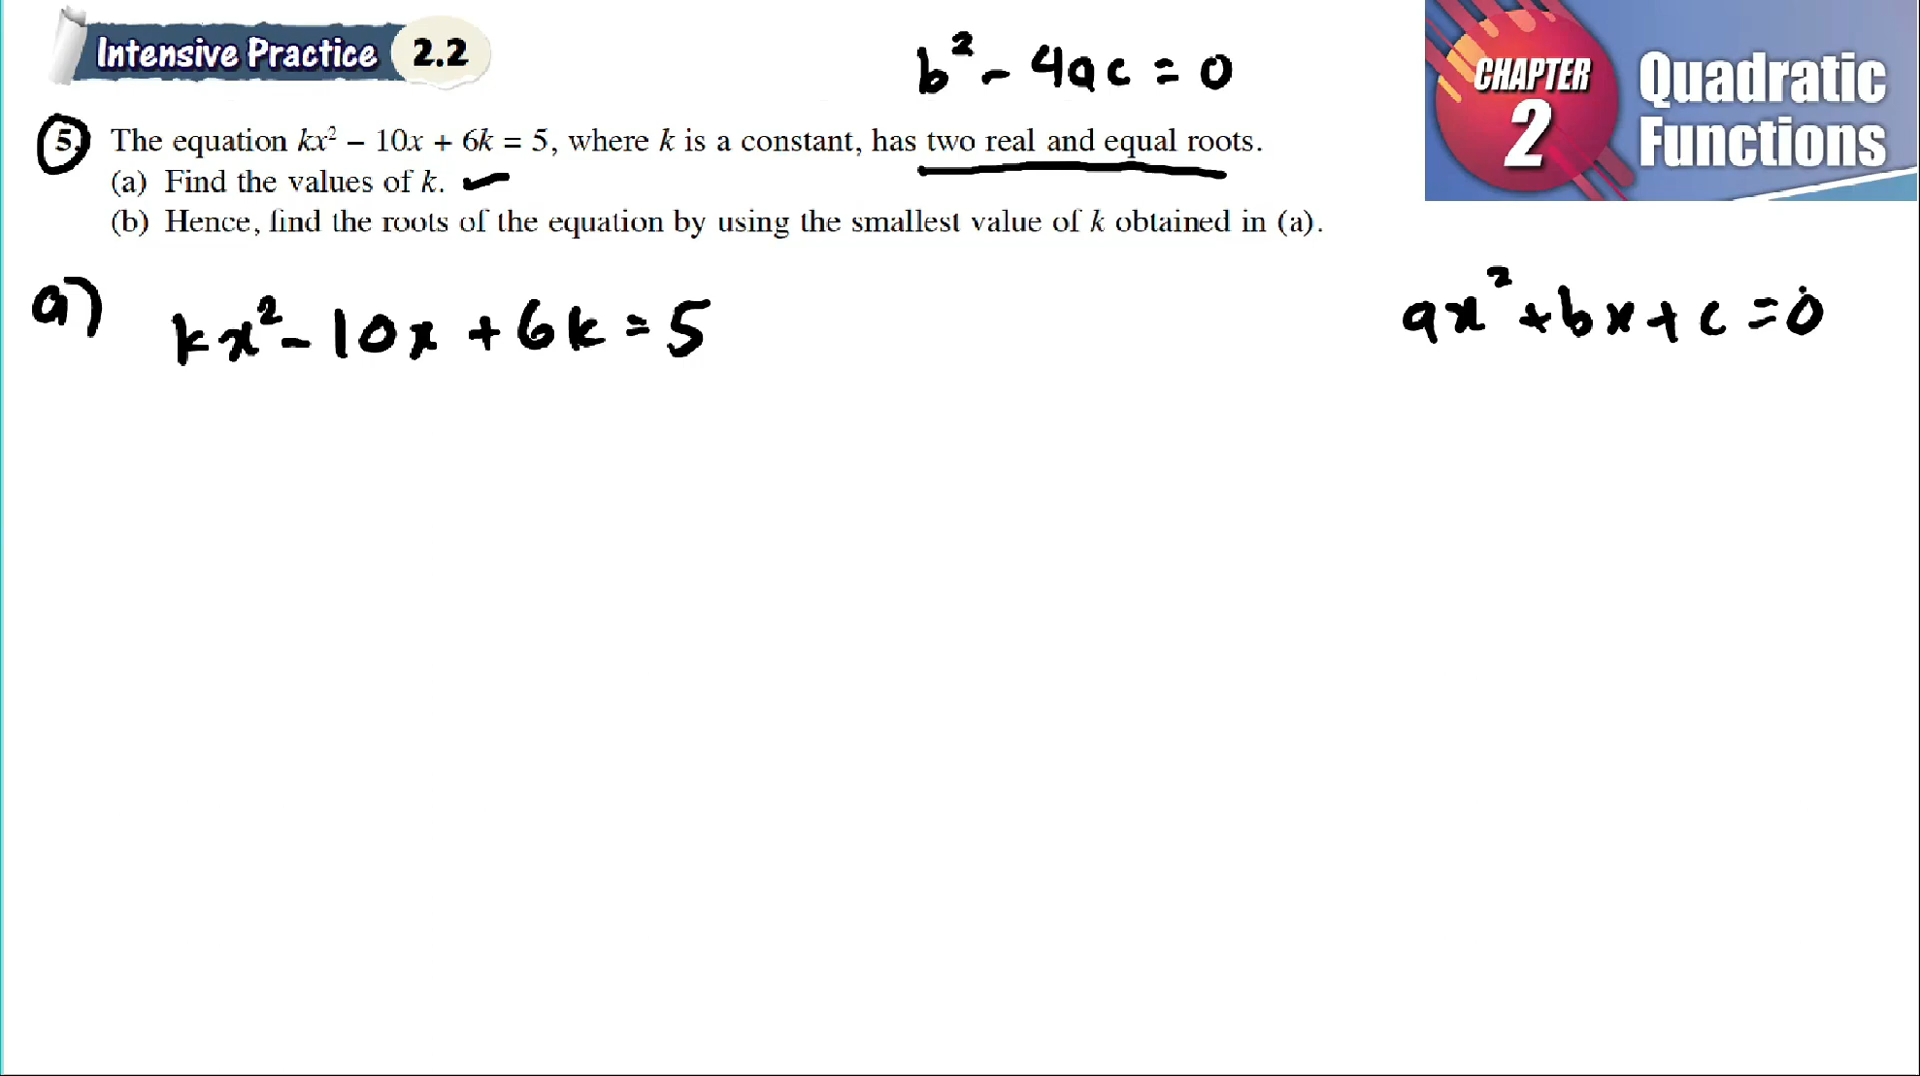 Intensive Practice 2.2
b² - 4ac = 0
CHAPTER 2 Quadratic Functions
5. The equation kx² − 10x + 6k = 5, where k is a constant, has two real and equal roots.
(a) Find the values of k.
(b) Hence, find the roots of the equation by using the smallest value of k obtained in (a).
a) kx² - 10x + 6k = 5
ax² + bx + c = 0